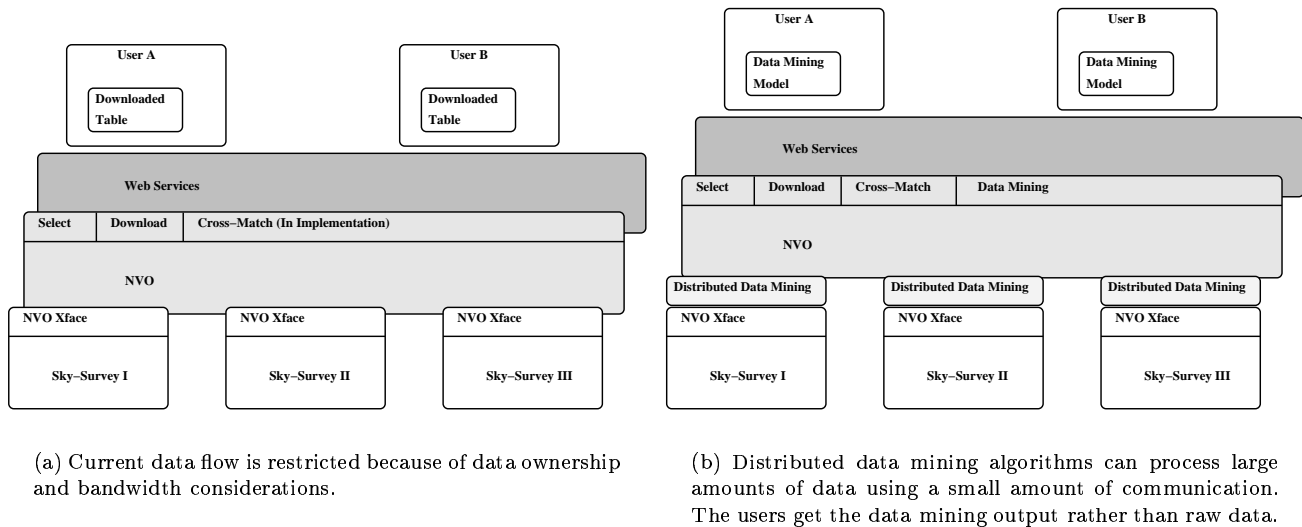 User A
User B
Downloaded
Table
Downloaded
Table
Web Services
Select
Download
Cross–Match (In Implementation)
NVO
NVO Xface
NVO Xface
NVO Xface
Sky–Survey I
Sky–Survey II
Sky–Survey III
(a) Current data flow is restricted because of data ownership
and bandwidth considerations.
User A
User B
Data Mining
Model
Data Mining
Model
Web Services
Select
Download
Cross–Match
Data Mining
NVO
Distributed Data Mining
Distributed Data Mining
Distributed Data Mining
NVO Xface
NVO Xface
NVO Xface
Sky–Survey I
Sky–Survey II
Sky–Survey III
(b) Distributed data mining algorithms can process large
amounts of data using a small amount of communication.
The users get the data mining output rather than raw data.